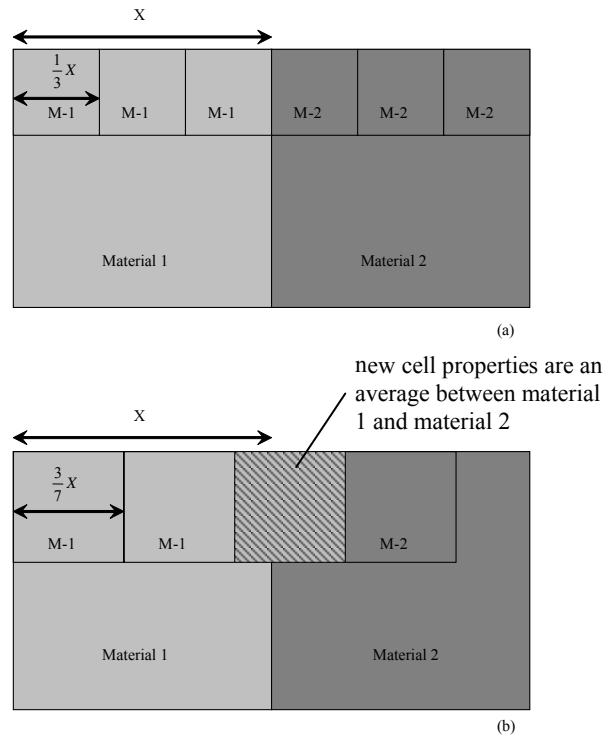 X
1/3 X
M-1 M-1 M-1 M-2 M-2 M-2
Material 1 Material 2
(a)
new cell properties are an
average between material
1 and material 2
X
3/7 X
M-1 M-1 M-2
Material 1 Material 2
(b)